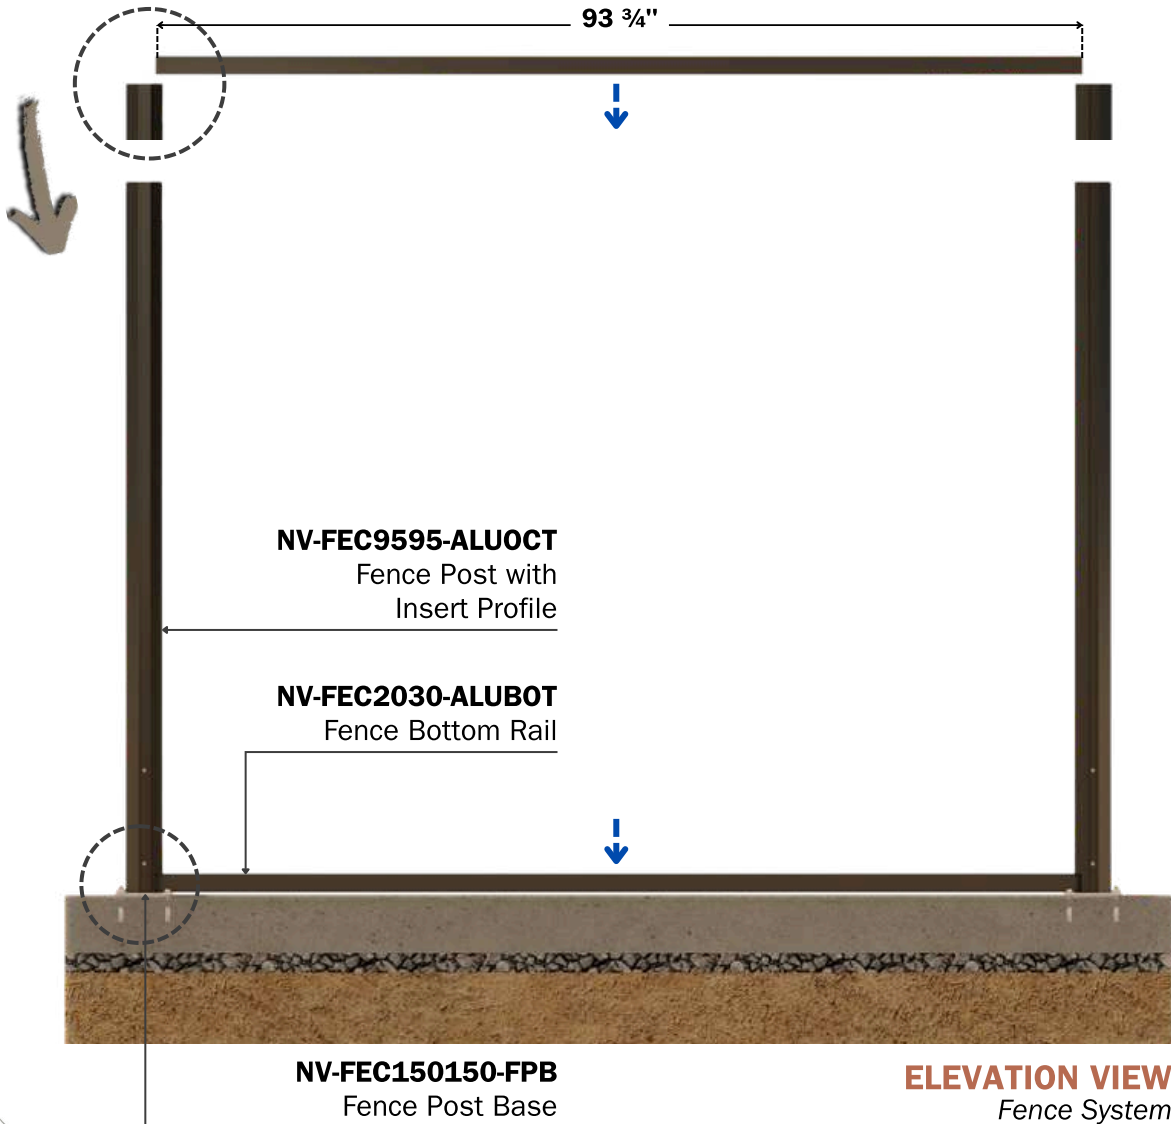 93 ¾"
NV-FEC9595-ALUOCT
Fence Post with
Insert Profile
NV-FEC2030-ALUBOT
Fence Bottom Rail
NV-FEC150150-FPB
Fence Post Base
ELEVATION VIEW
Fence System